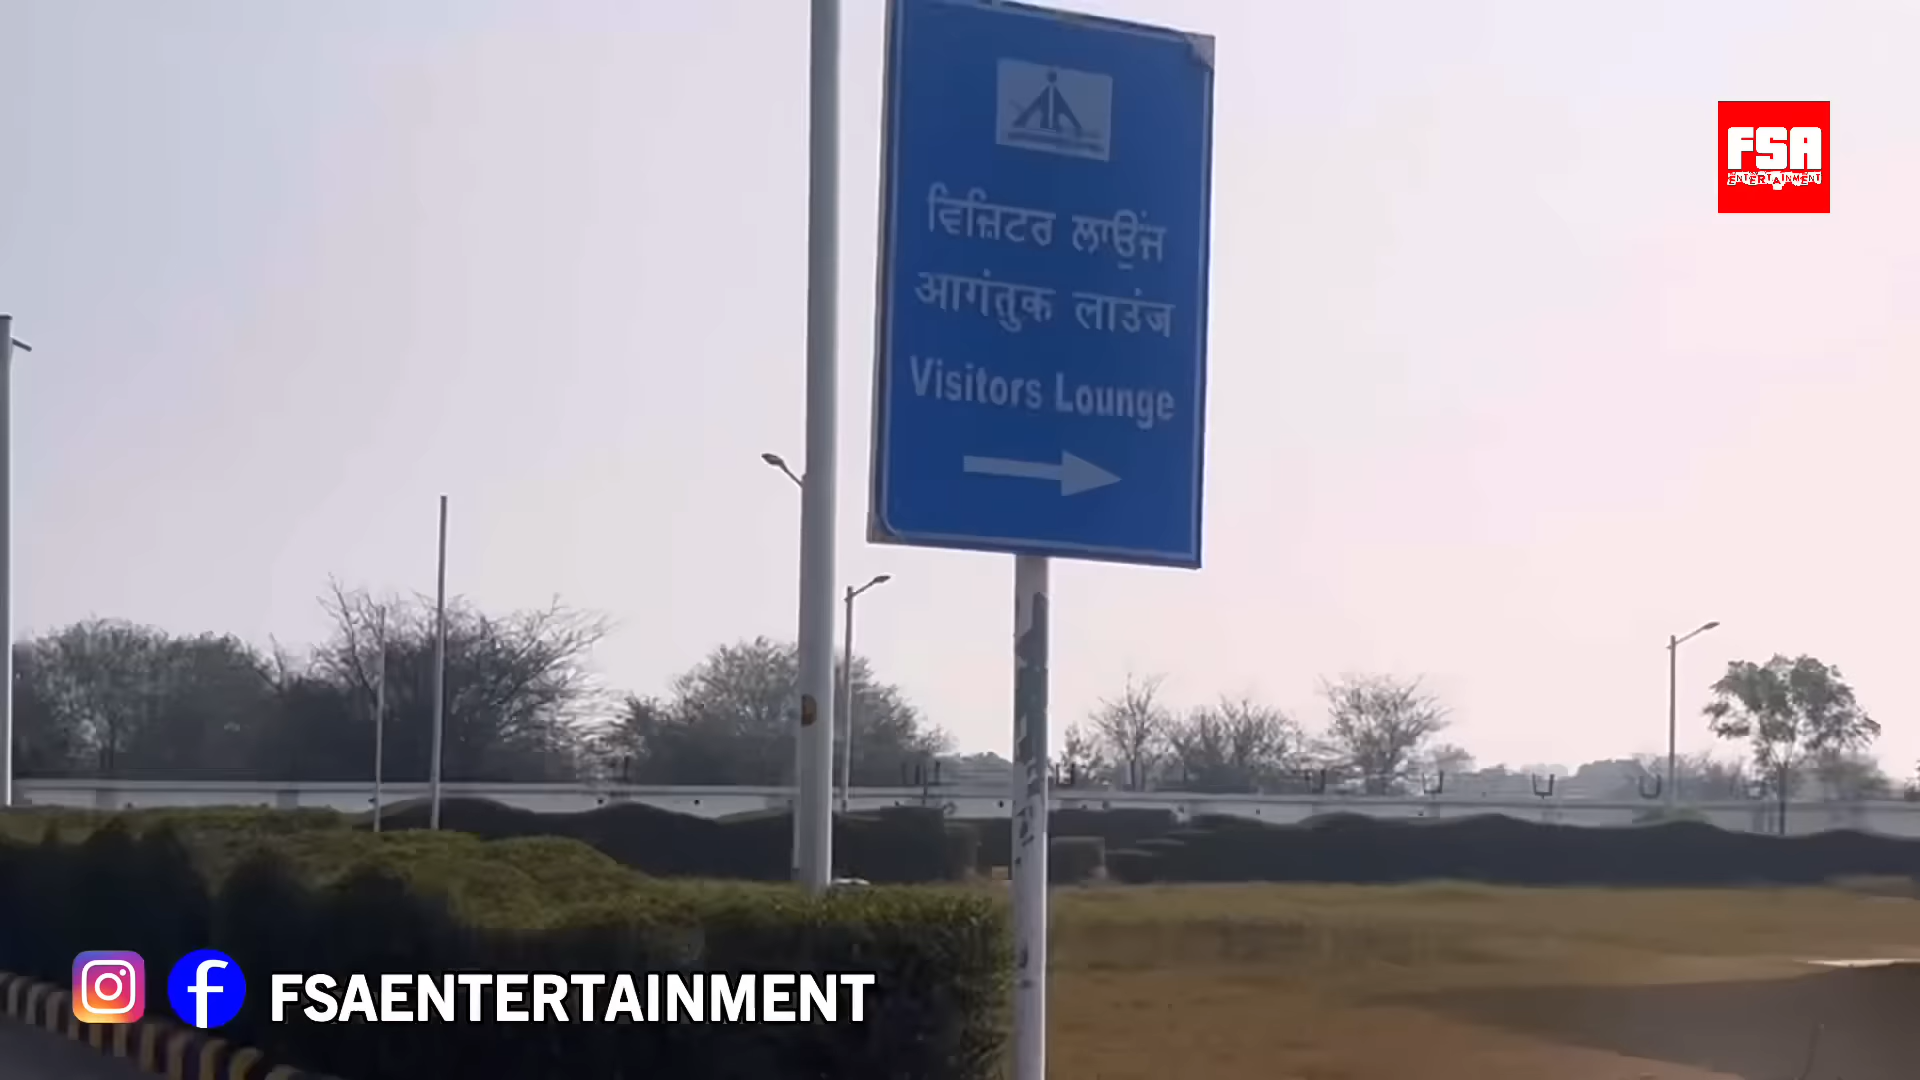 FSA
ENTERTAINMENT
ਵਿਜ਼ਿਟਰ ਲਾਉਂਜ
आगंतुक लाउंज
Visitors Lounge
FSAENTERTAINMENT